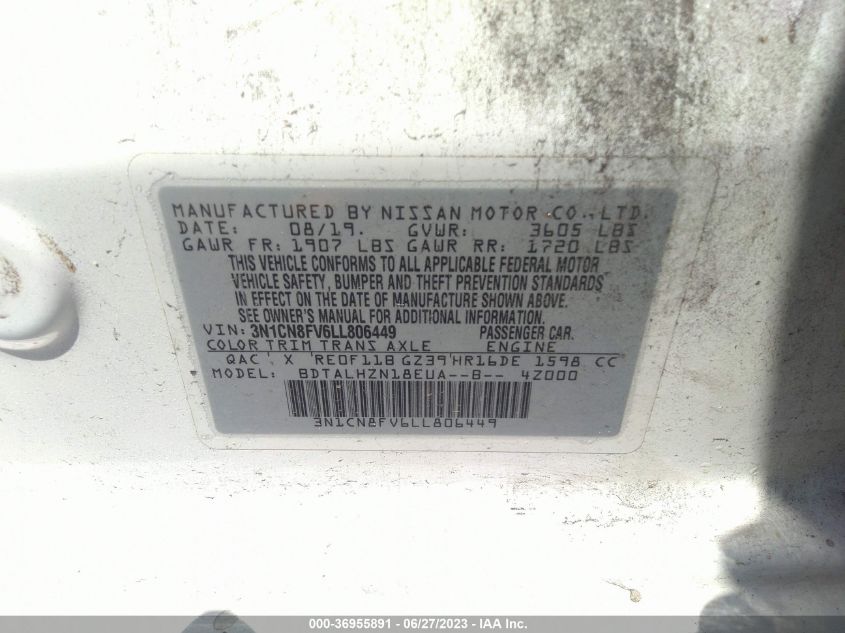 MANUFACTURED BY NISSAN MOTOR CO., LTD.
DATE: 08/19. GVWR: 3605 LBS
GAWR FR: 1907 LBS GAWR RR: 1720 LBS
THIS VEHICLE CONFORMS TO ALL APPLICABLE FEDERAL MOTOR
VEHICLE SAFETY, BUMPER AND THEFT PREVENTION STANDARDS
IN EFFECT ON THE DATE OF MANUFACTURE SHOWN ABOVE.
SEE OWNER'S MANUAL FOR ADDITIONAL INFORMATION.
VIN: 3N1CN8FV6LL806449 PASSENGER CAR.
COLOR TRIM TRANS AXLE ENGINE
QAC X RE0F11B GZ39 HR16DE 1598 CC
MODEL: BDTALHZN18EUA--B-- 4Z000
3N1CN8FV6LL806449
000-36955891 - 06/27/2023 - IAA Inc.